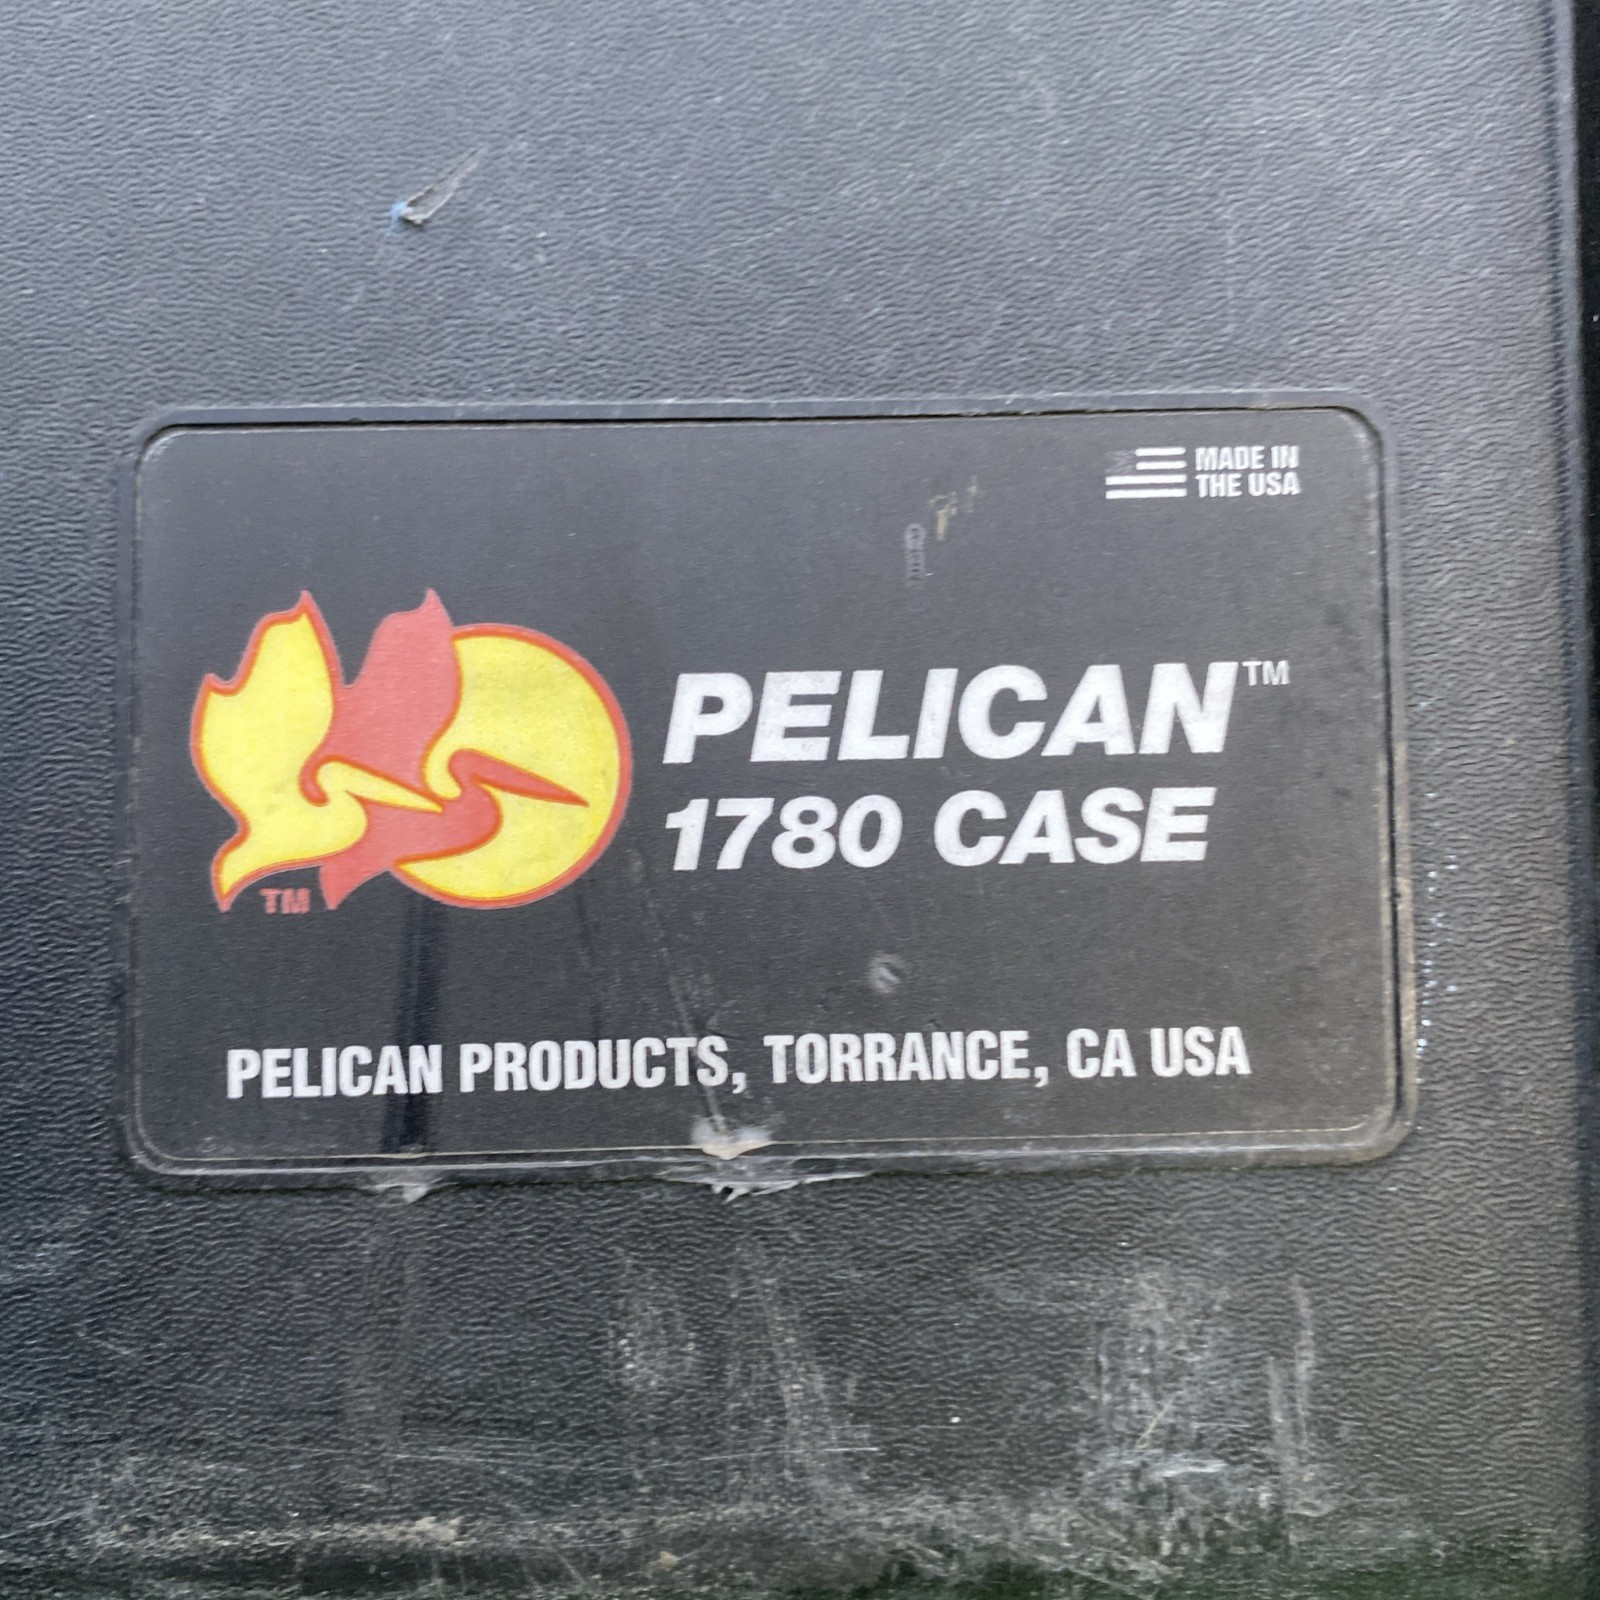 MADE IN
THE USA
PELICAN™
1780 CASE
TM
PELICAN PRODUCTS, TORRANCE, CA USA